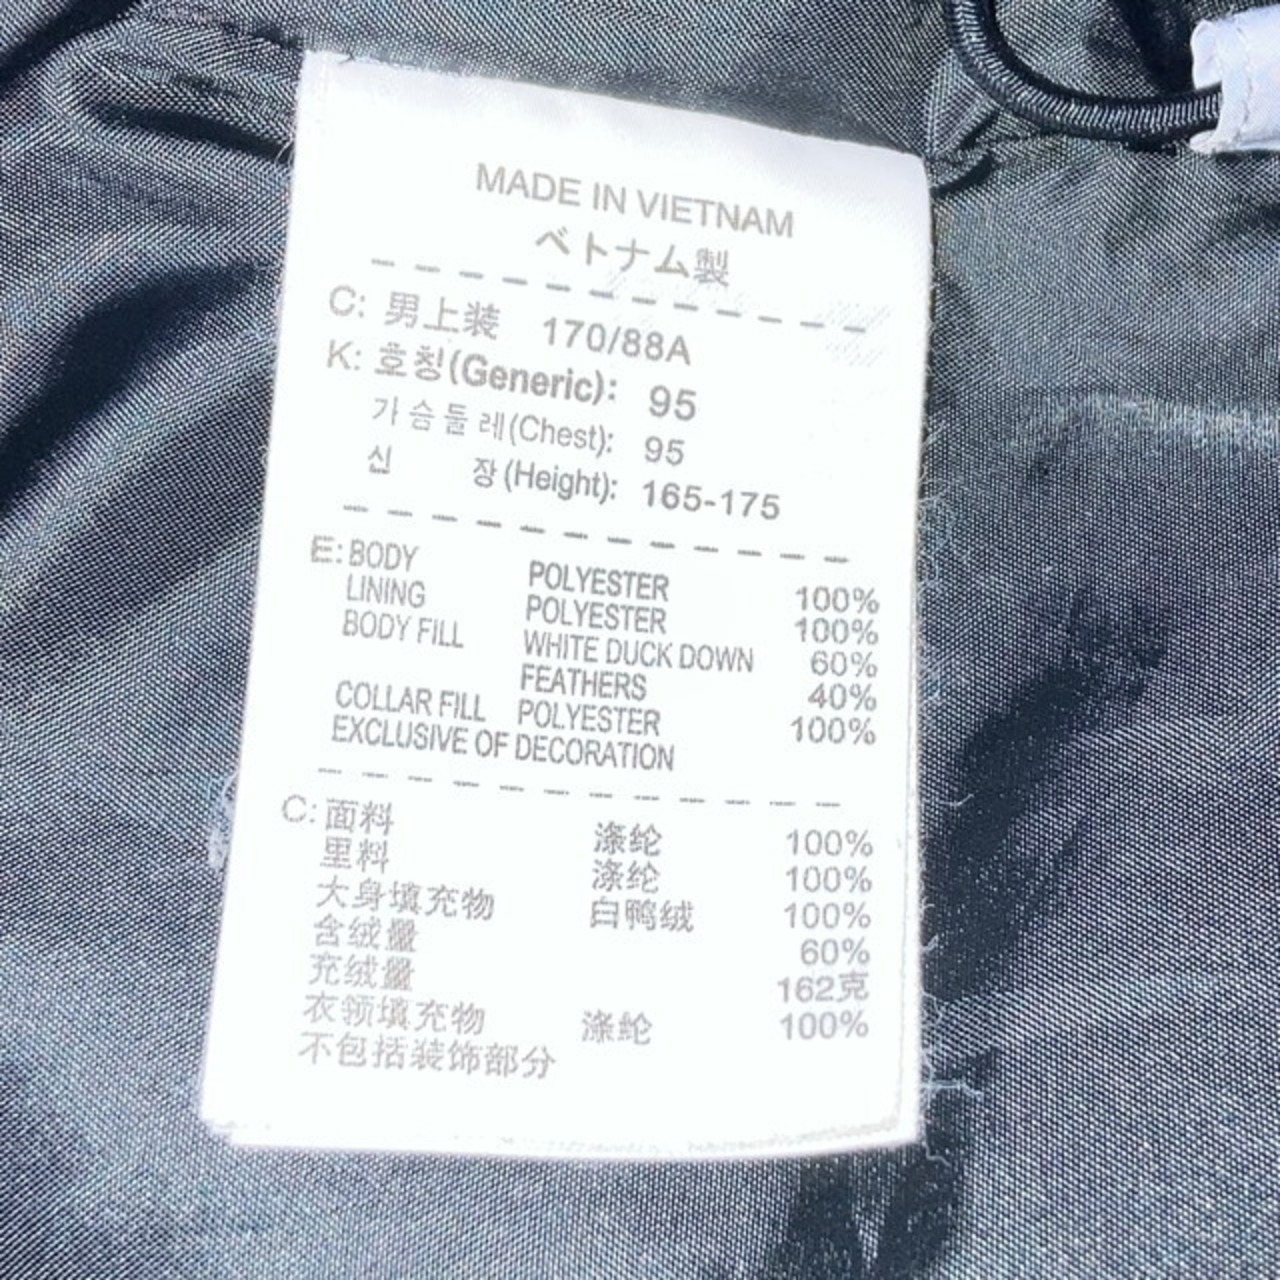 MADE IN VIETNAM
ベトナム製
C: 男上装 170/88A
K: 호칭(Generic): 95
가슴둘레(Chest): 95
신 장(Height): 165-175
E: BODY POLYESTER 100%
LINING POLYESTER 100%
BODY FILL WHITE DUCK DOWN 60%
FEATHERS 40%
COLLAR FILL POLYESTER 100%
EXCLUSIVE OF DECORATION
C: 面料 涤纶 100%
里料 涤纶 100%
大身填充物 白鸭绒 100%
含绒量 60%
充绒量 162克
衣领填充物 涤纶 100%
不包括装饰部分